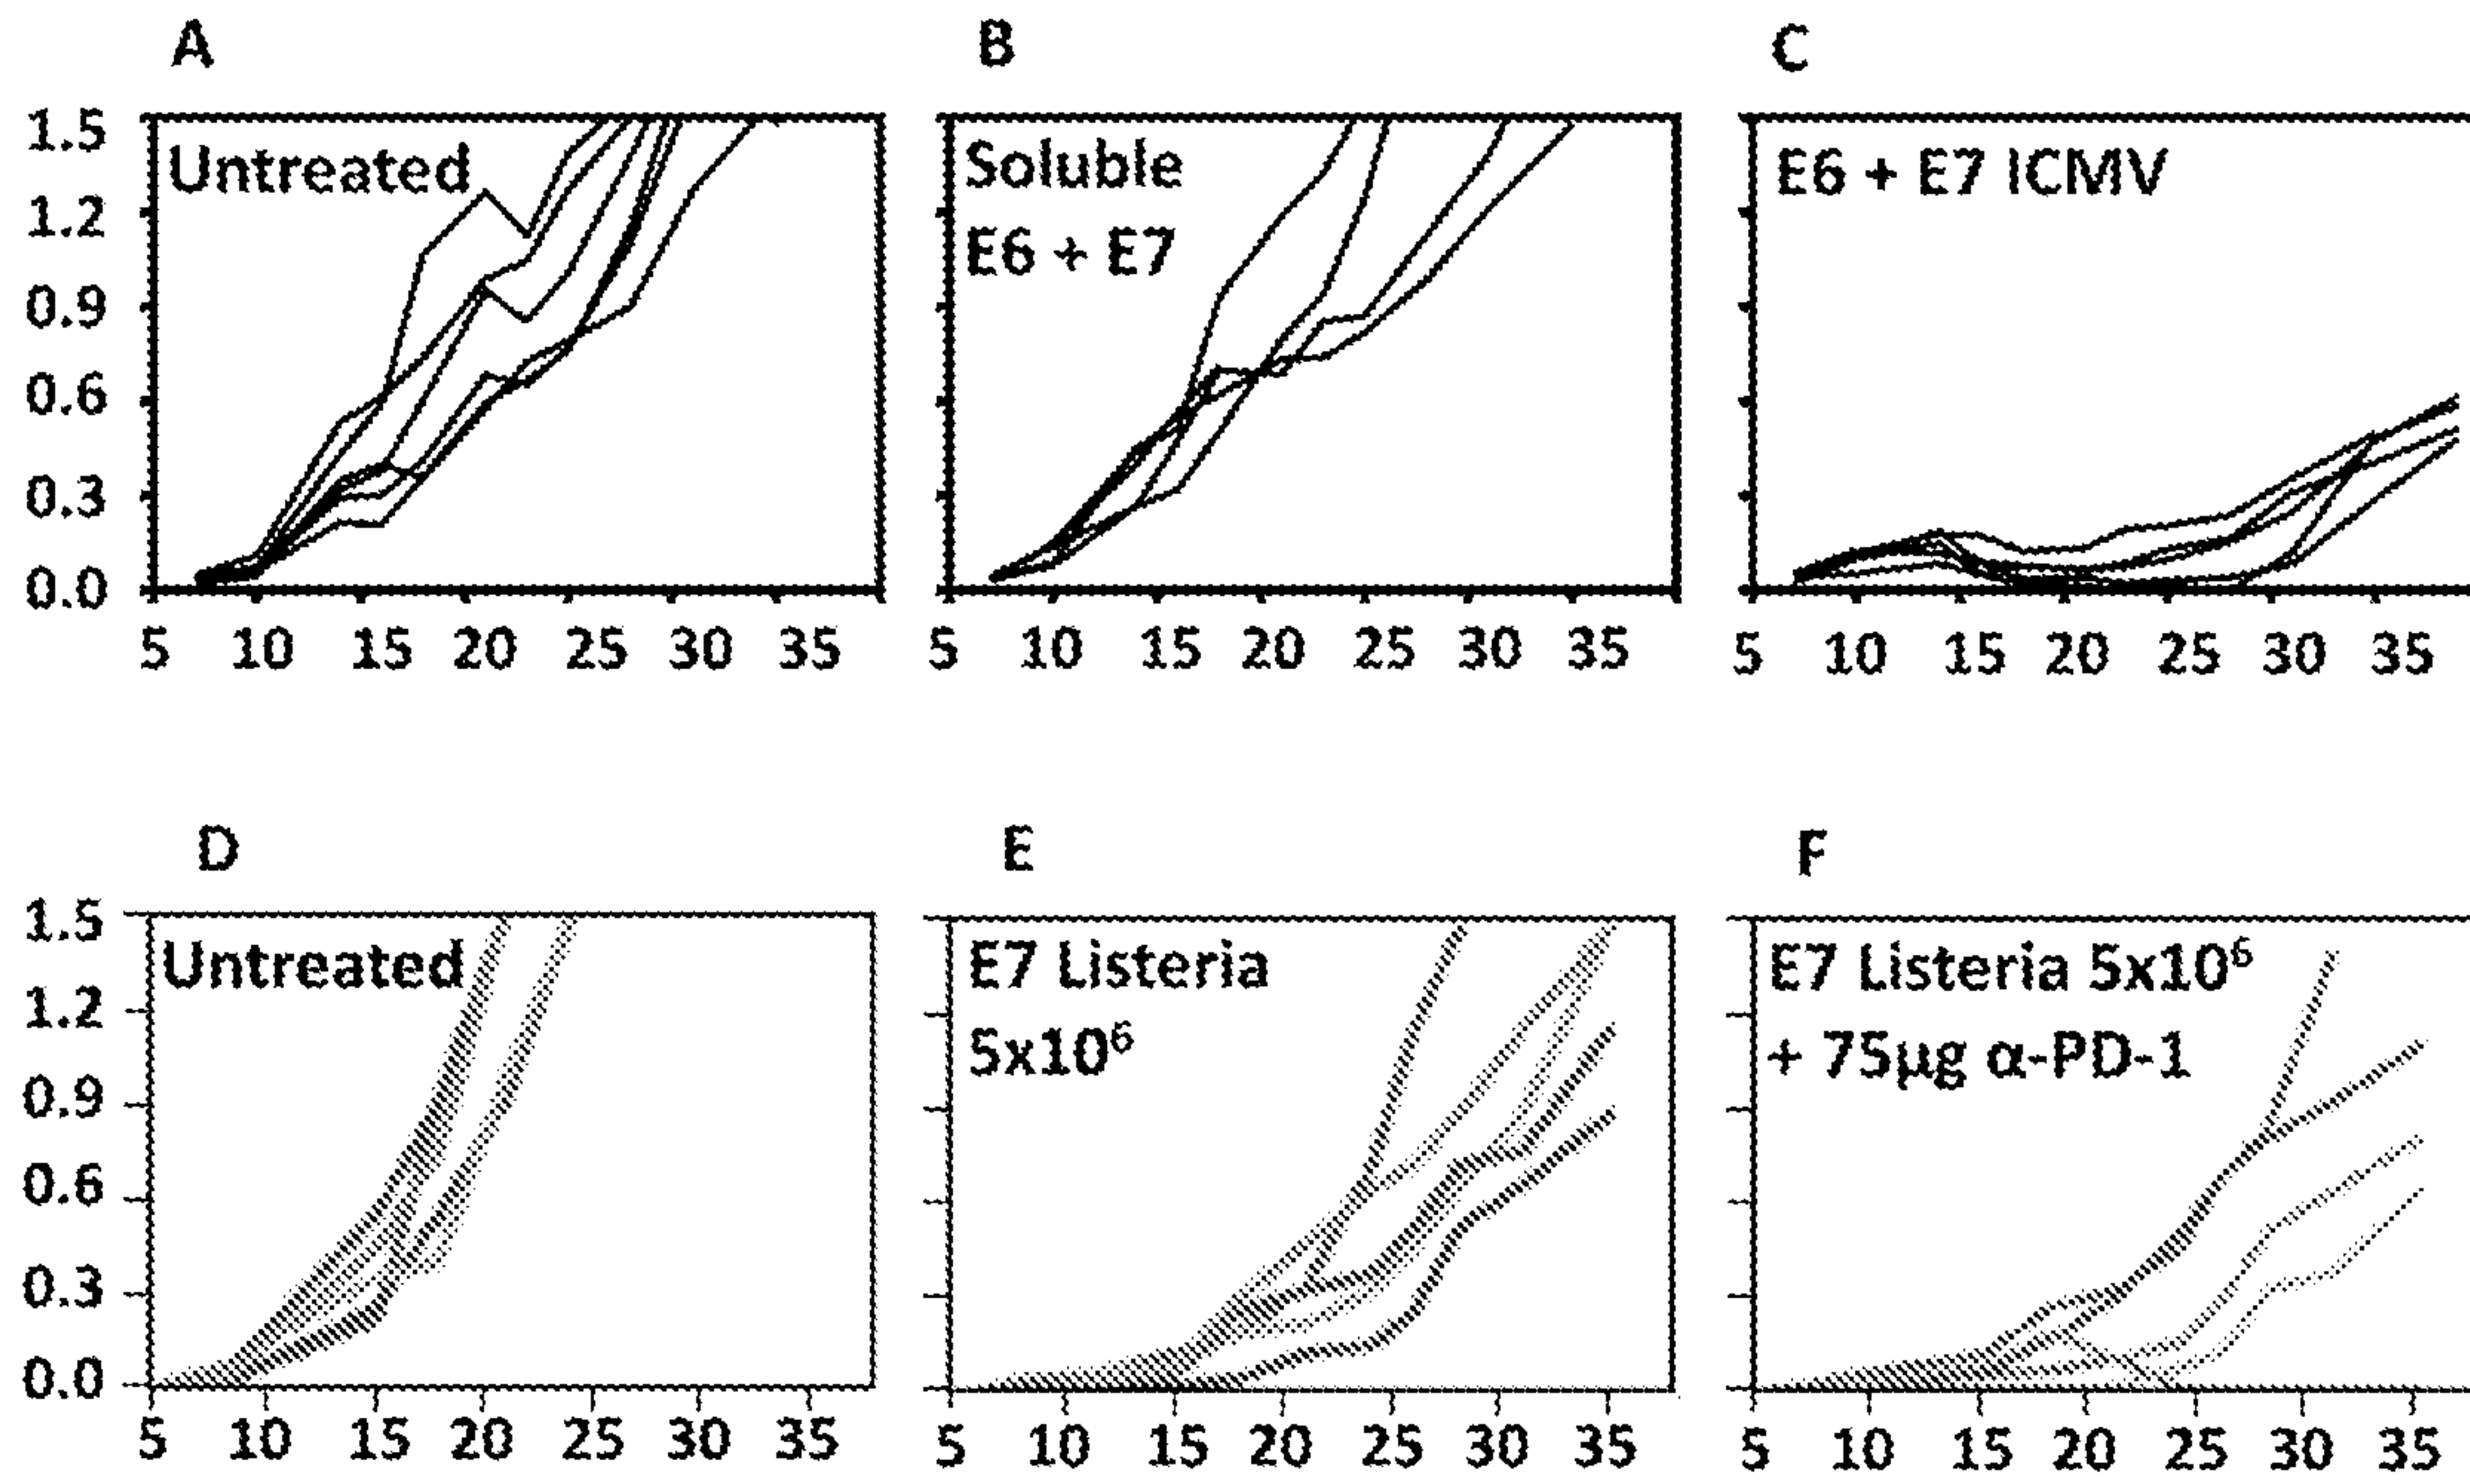 A B C
1.5
1.2
0.9
0.6
0.3
0.0
Untreated
5 10 15 20 25 30 35
Soluble
E6 + E7
5 10 15 20 25 30 35
E6 + E7 ICMV
5 10 15 20 25 30 35
D E F
1.5
1.2
0.9
0.6
0.3
0.0
Untreated
5 10 15 20 25 30 35
E7 Listeria
5x10⁶
5 10 15 20 25 30 35
E7 Listeria 5x10⁶
+ 75µg α-PD-1
5 10 15 20 25 30 35